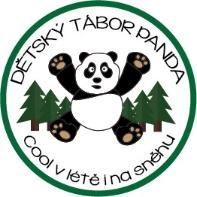 DĚTSKÝ TÁBOR PANDA
Cool v létě i na sněhu